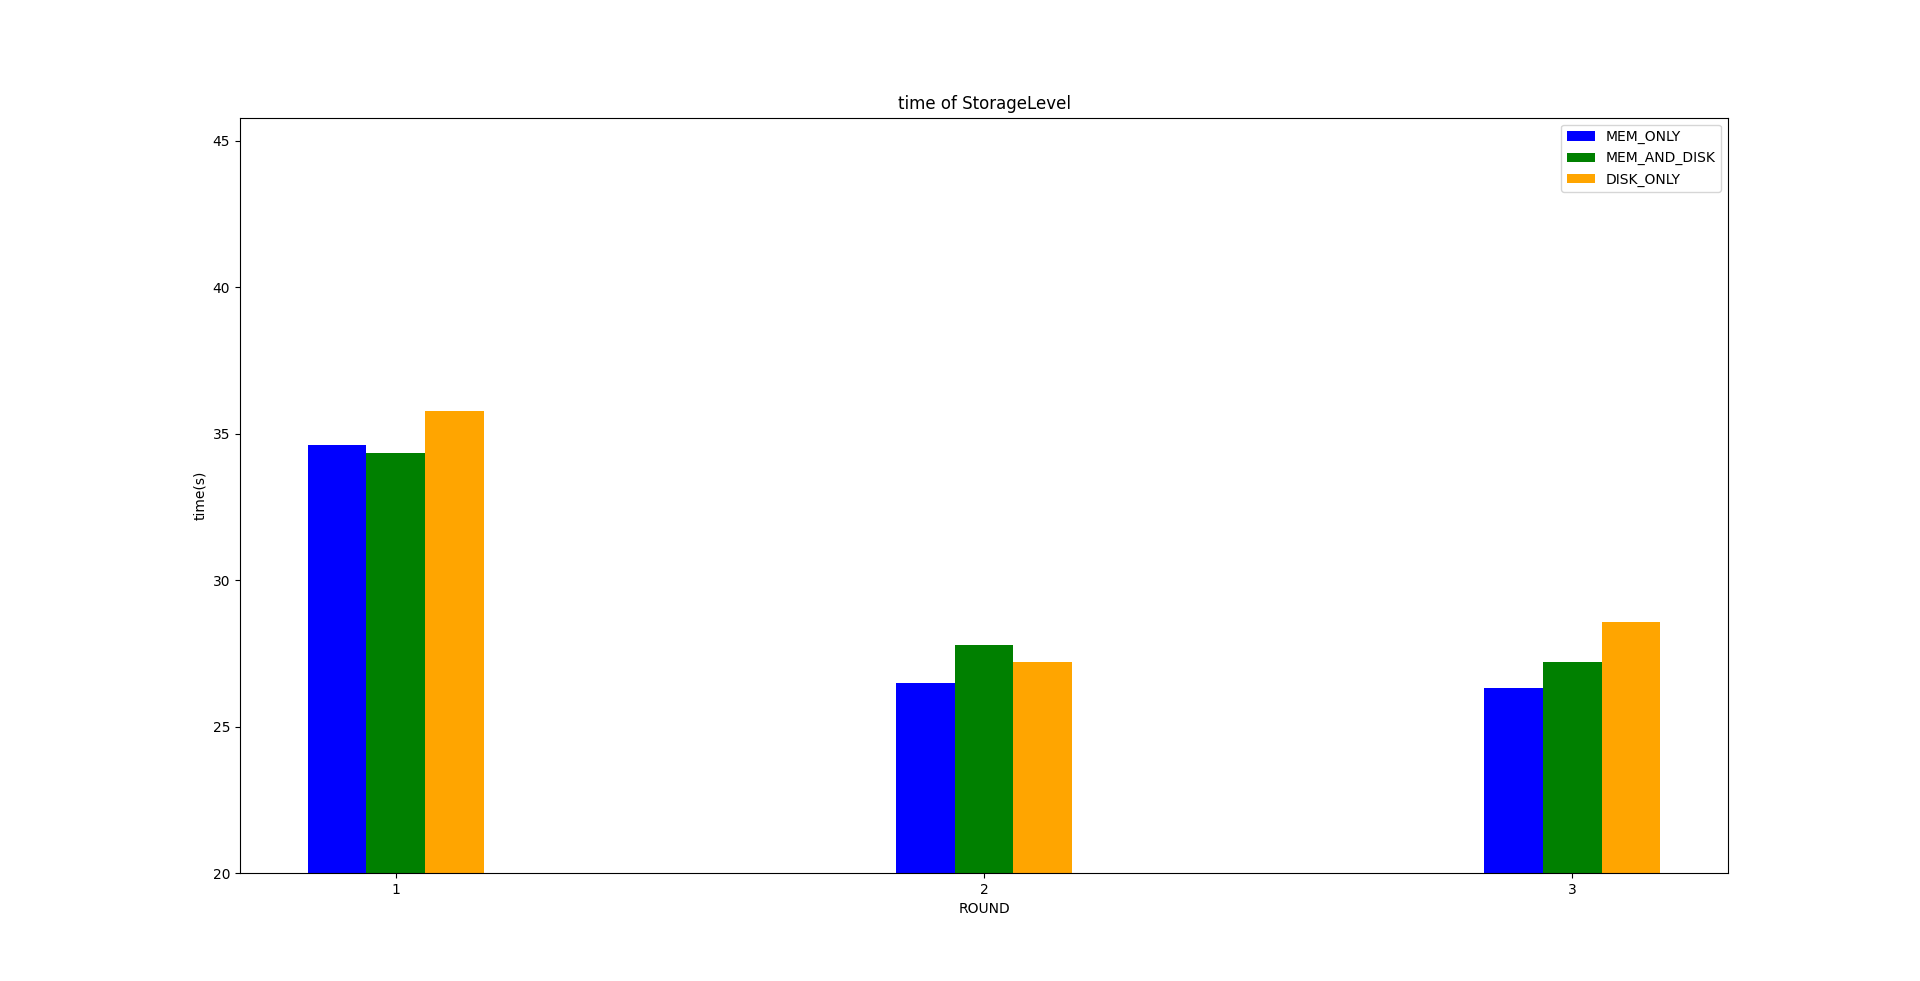 time of StorageLevel
45
40
35
30
25
20
time(s)
MEM_ONLY
MEM_AND_DISK
DISK_ONLY
1
2
3
ROUND